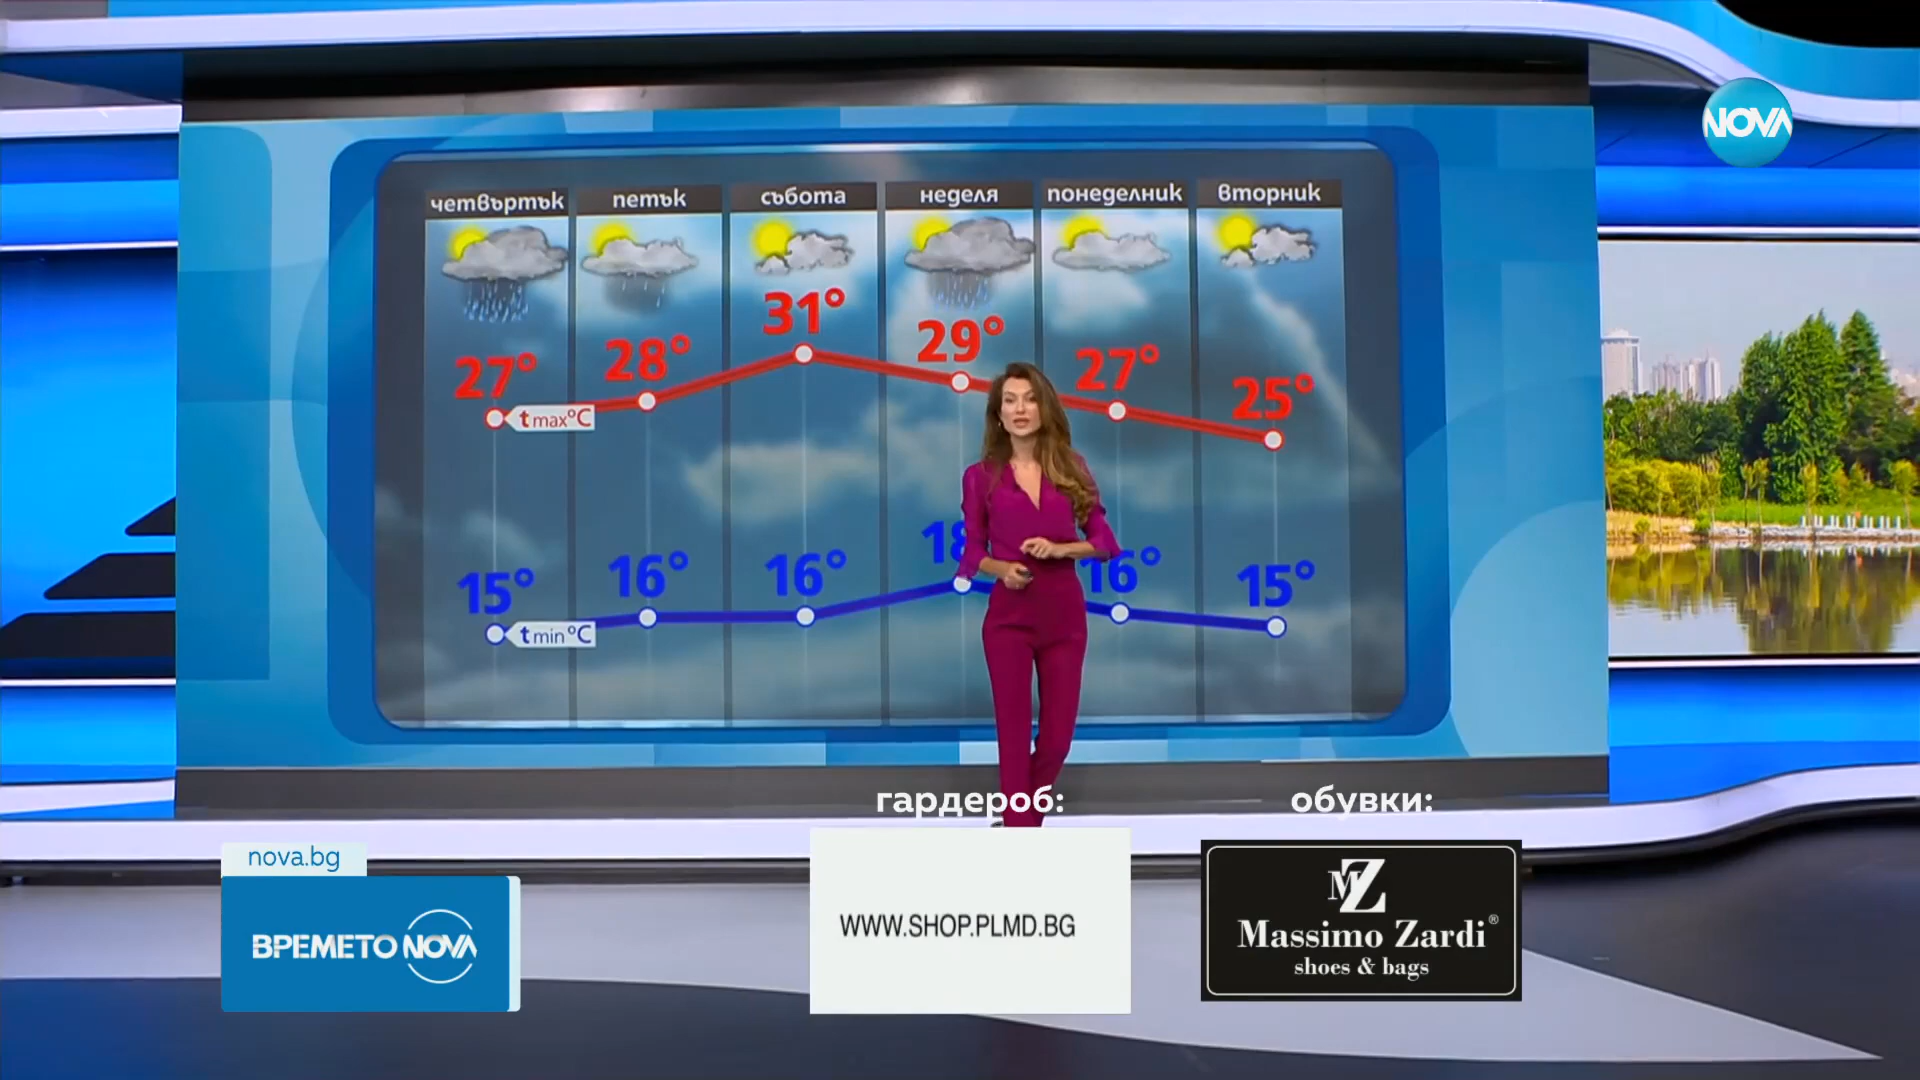 NOVA
четвъртък петък събота неделя понеделник вторник
27° 28° 31° 29° 27° 25°
t max°C
15° 16° 16° 18 16° 15°
t min°C
гардероб: обувки:
nova.bg
ВРЕМЕТО NOVA
WWW.SHOP.PLMD.BG
MZ
Massimo Zardi®
shoes & bags